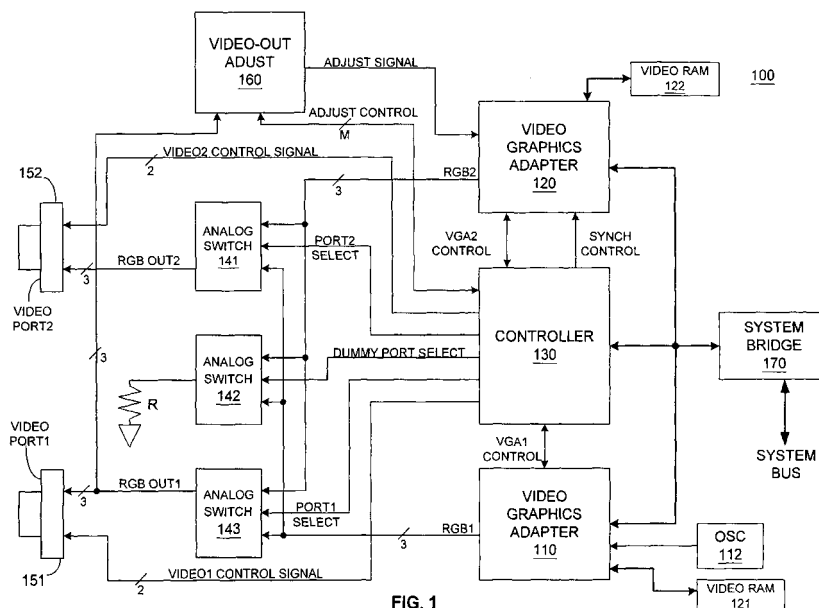 VIDEO-OUT
ADUST
160
ADJUST SIGNAL
VIDEO RAM
122
100
ADJUST CONTROL
M
VIDEO
GRAPHICS
ADAPTER
120
152
2
VIDEO2 CONTROL SIGNAL
3
RGB2
ANALOG
SWITCH
141
PORT2
SELECT
VGA2
CONTROL
SYNCH
CONTROL
3
RGB OUT2
VIDEO
PORT2
CONTROLLER
130
SYSTEM
BRIDGE
170
3
ANALOG
SWITCH
142
DUMMY PORT SELECT
R
VIDEO
PORT1
VGA1
CONTROL
SYSTEM
BUS
3
RGB OUT1
ANALOG
SWITCH
143
PORT1
SELECT
3
RGB1
VIDEO
GRAPHICS
ADAPTER
110
OSC
112
151
2
VIDEO1 CONTROL SIGNAL
VIDEO RAM
121
FIG. 1